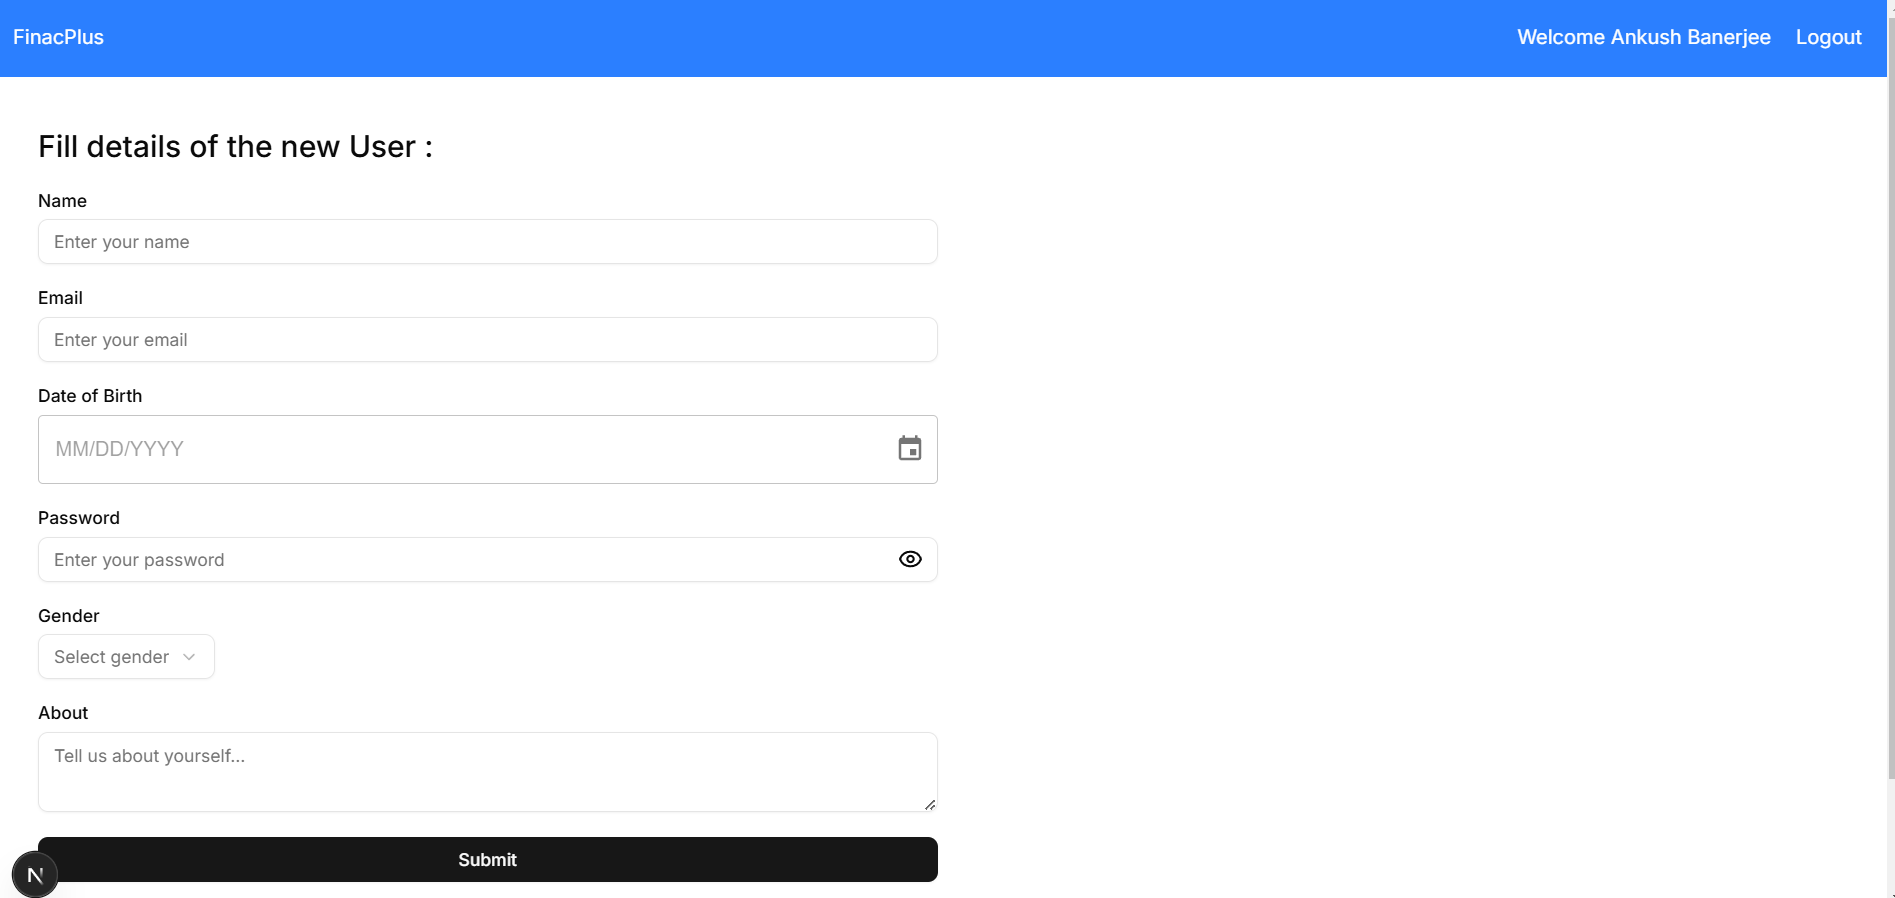 FinacPlus
Welcome Ankush Banerjee Logout
Fill details of the new User :
Name
Enter your name
Email
Enter your email
Date of Birth
MM/DD/YYYY
Password
Enter your password
Gender
Select gender
About
Tell us about yourself...
Submit
N